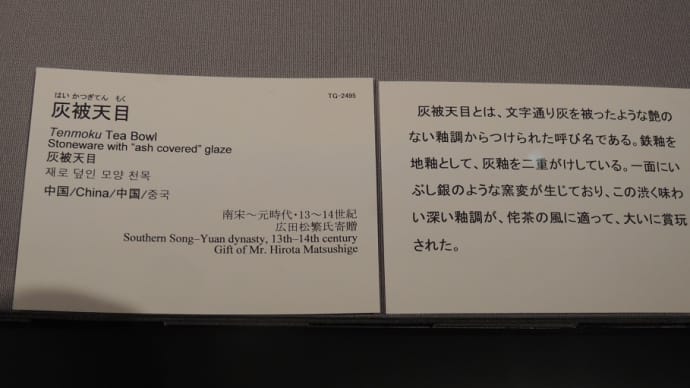 はい かつぎてん もく
灰被天目
TG-2495
Tenmoku Tea Bowl
Stoneware with "ash covered" glaze
灰被天目
재로 덮인 모양 천목
中国/China/中国/중국
南宋～元時代・13～14世紀
広田松繁氏寄贈
Southern Song–Yuan dynasty, 13th–14th century
Gift of Mr. Hirota Matsushige
灰被天目とは、文字通り灰を被ったような艶の
ない釉調からつけられた呼び名である。鉄釉を
地釉として、灰釉を二重がけしている。一面にい
ぶし銀のような窯変が生じており、この渋く味わ
い深い釉調が、侘茶の風に適って、大いに賞玩
された。